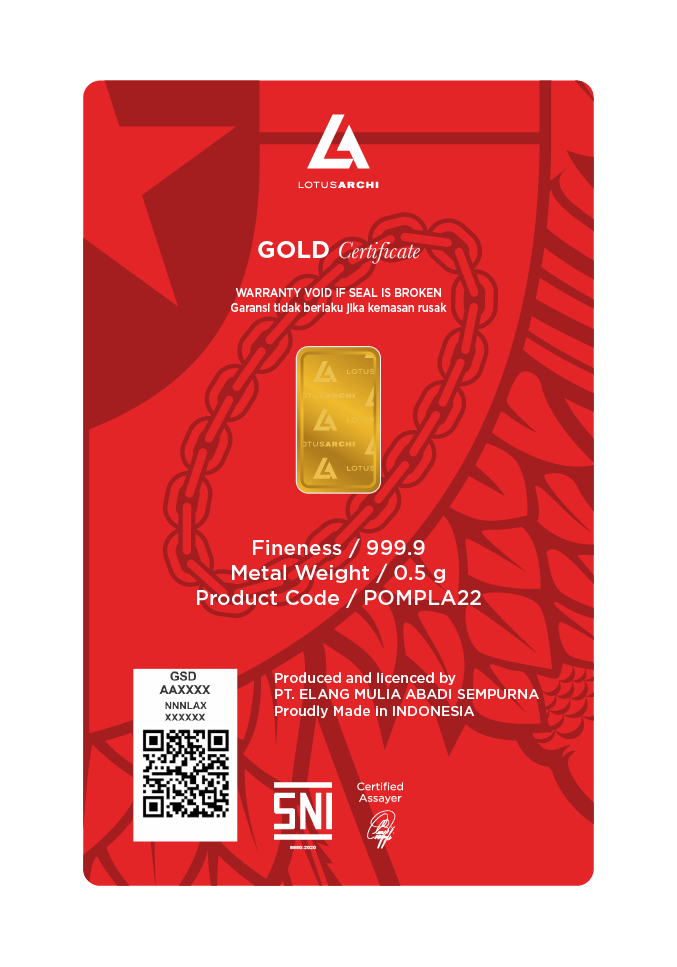 LOTUSARCHI
GOLD Certificate
WARRANTY VOID IF SEAL IS BROKEN
Garansi tidak berlaku jika kemasan rusak
LOTUS
OTUSARCHI
OTUSARCHI
LOTUS
Fineness / 999.9
Metal Weight / 0.5 g
Product Code / POMPLA22
GSD
AAXXXX
NNNLAX
XXXXXX
Produced and licenced by
PT. ELANG MULIA ABADI SEMPURNA
Proudly Made in INDONESIA
SNI
Certified
Assayer